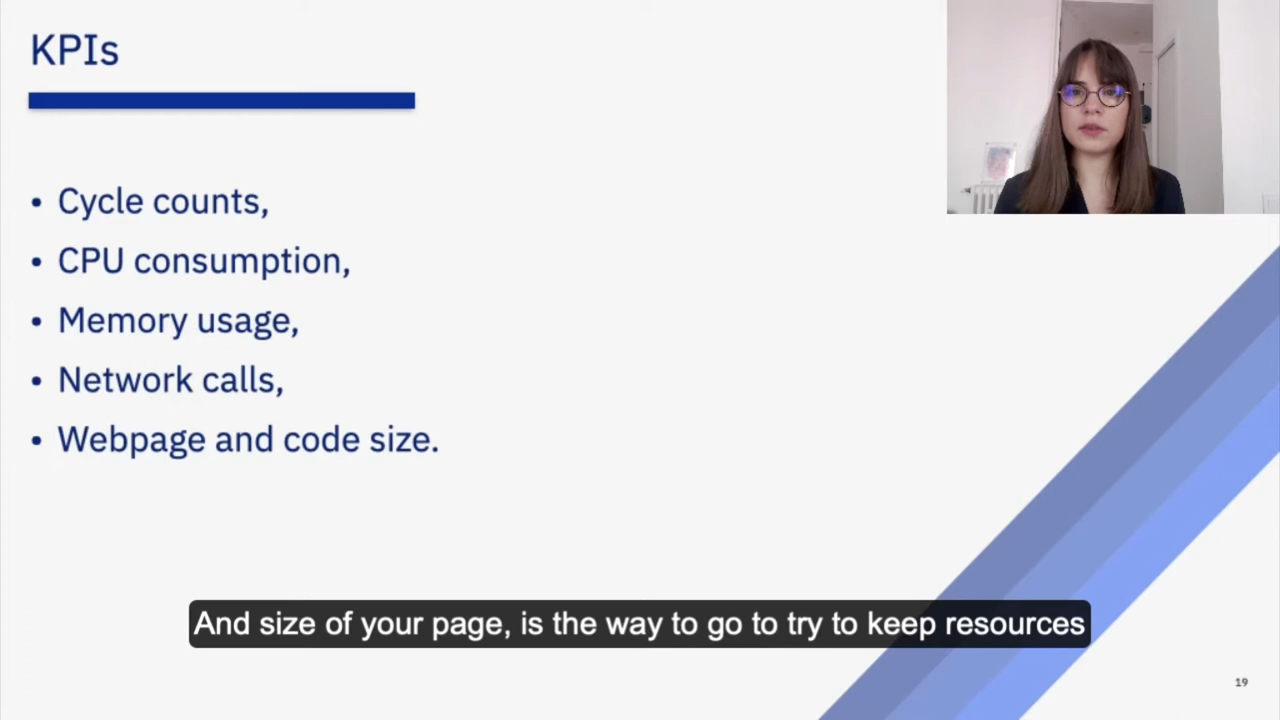 KPIs
• Cycle counts,
• CPU consumption,
• Memory usage,
• Network calls,
• Webpage and code size.
And size of your page, is the way to go to try to keep resources
19